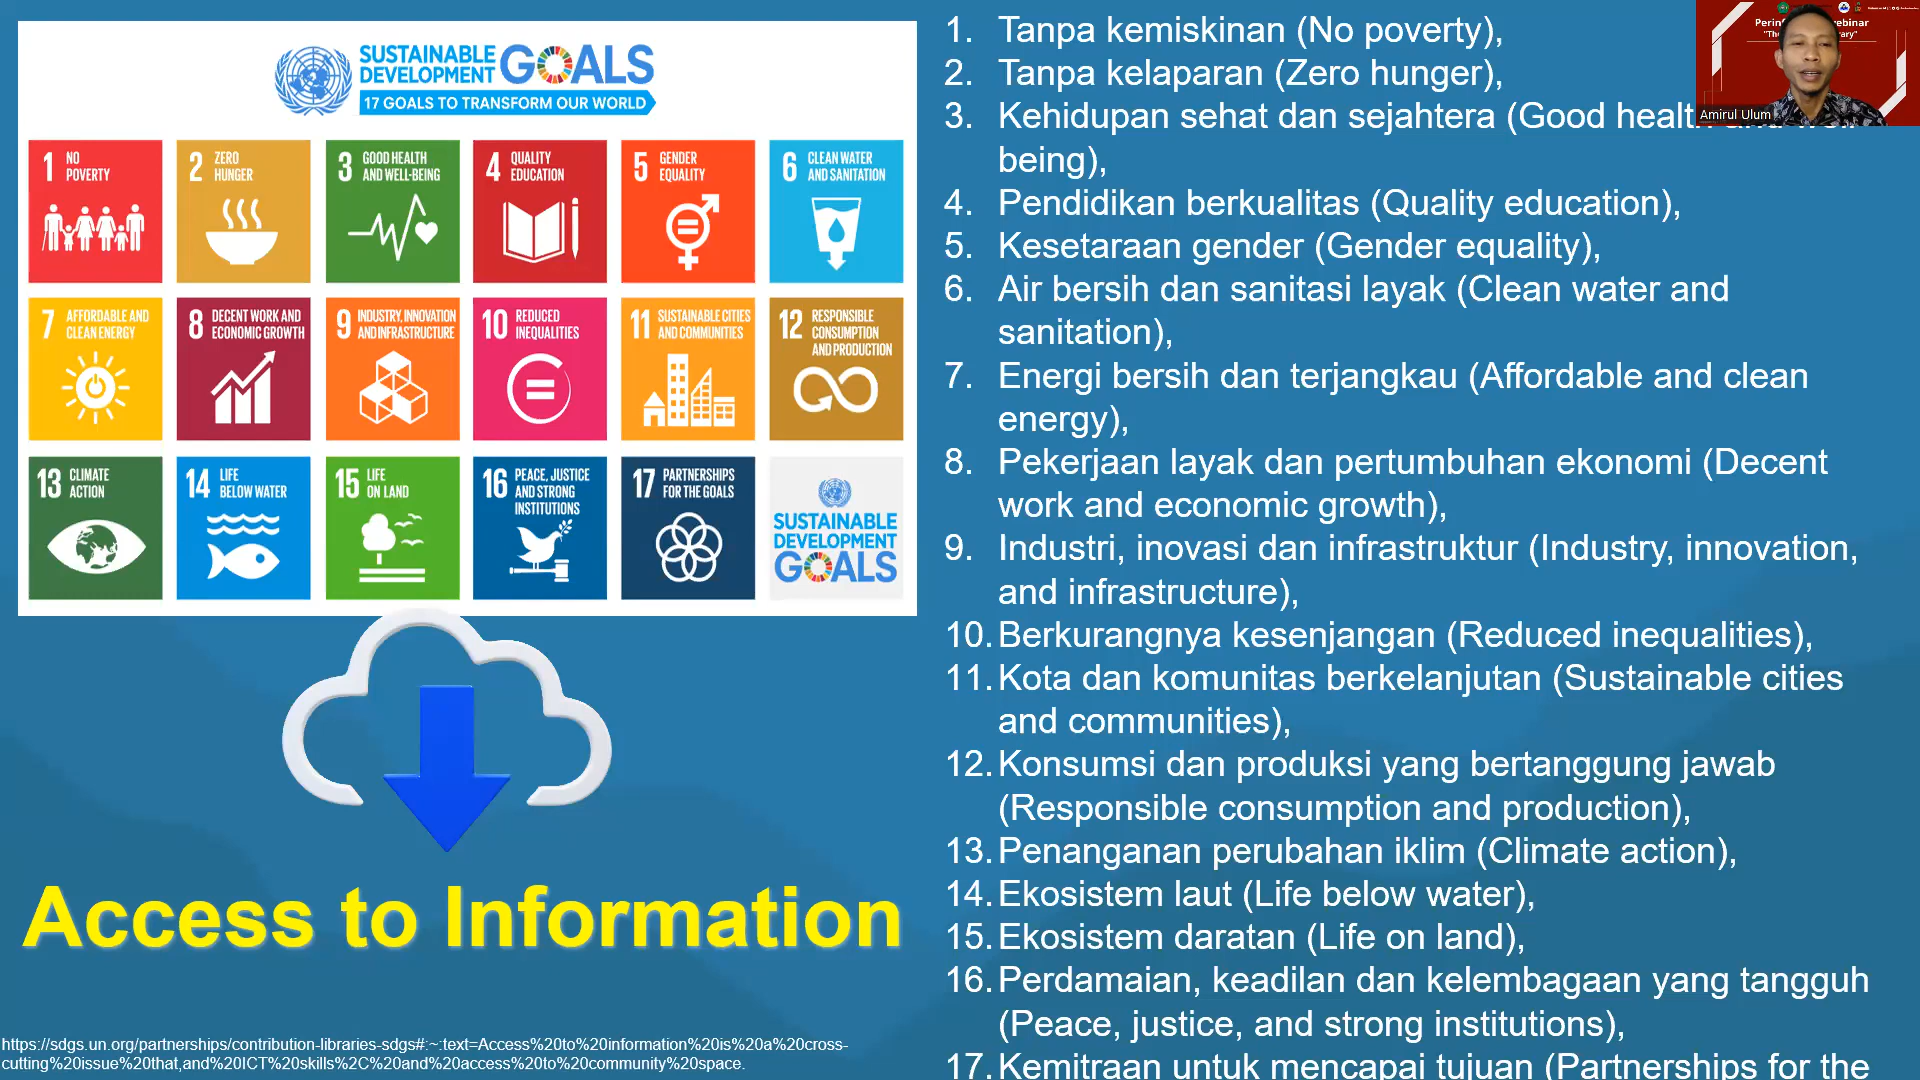 SUSTAINABLE
DEVELOPMENT
GOALS
17 GOALS TO TRANSFORM OUR WORLD
1 NO
POVERTY
2 ZERO
HUNGER
3 GOOD HEALTH
AND WELL-BEING
4 QUALITY
EDUCATION
5 GENDER
EQUALITY
6 CLEAN WATER
AND SANITATION
7 AFFORDABLE AND
CLEAN ENERGY
8 DECENT WORK AND
ECONOMIC GROWTH
9 INDUSTRY, INNOVATION
AND INFRASTRUCTURE
10 REDUCED
INEQUALITIES
11 SUSTAINABLE CITIES
AND COMMUNITIES
12 RESPONSIBLE
CONSUMPTION
AND PRODUCTION
13 CLIMATE
ACTION
14 LIFE
BELOW WATER
15 LIFE
ON LAND
16 PEACE, JUSTICE
AND STRONG
INSTITUTIONS
17 PARTNERSHIPS
FOR THE GOALS
SUSTAINABLE
DEVELOPMENT
GOALS
Access to Information
https://sdgs.un.org/partnerships/contribution-libraries-sdgs#:~:text=Access%20to%20information%20is%20a%20cross-
cutting%20issue%20that,and%20ICT%20skills%2C%20and%20access%20to%20community%20space.
1. Tanpa kemiskinan (No poverty),
2. Tanpa kelaparan (Zero hunger),
3. Kehidupan sehat dan sejahtera (Good health
being),
4. Pendidikan berkualitas (Quality education),
5. Kesetaraan gender (Gender equality),
6. Air bersih dan sanitasi layak (Clean water and
sanitation),
7. Energi bersih dan terjangkau (Affordable and clean
energy),
8. Pekerjaan layak dan pertumbuhan ekonomi (Decent
work and economic growth),
9. Industri, inovasi dan infrastruktur (Industry, innovation,
and infrastructure),
10. Berkurangnya kesenjangan (Reduced inequalities),
11. Kota dan komunitas berkelanjutan (Sustainable cities
and communities),
12. Konsumsi dan produksi yang bertanggung jawab
(Responsible consumption and production),
13. Penanganan perubahan iklim (Climate action),
14. Ekosistem laut (Life below water),
15. Ekosistem daratan (Life on land),
16. Perdamaian, keadilan dan kelembagaan yang tangguh
(Peace, justice, and strong institutions),
17. Kemitraan untuk mencapai tujuan (Partnerships for the
Amirul Ulum